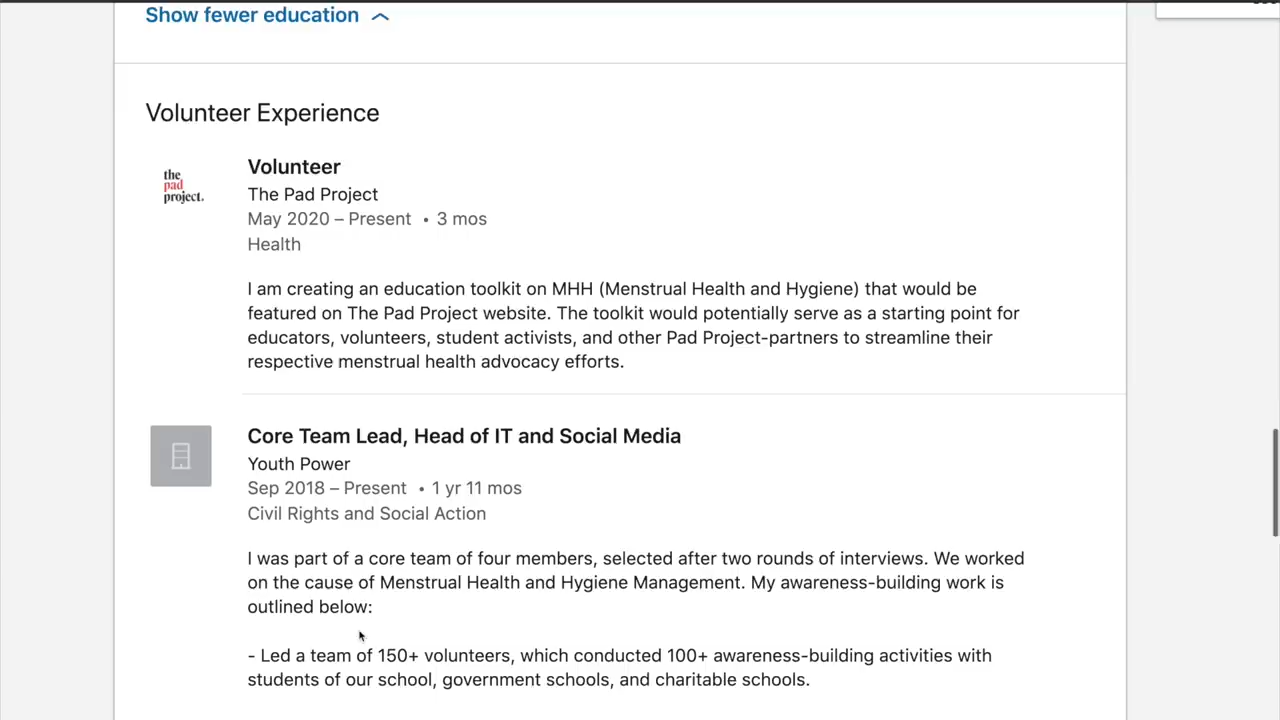 Show fewer education
Volunteer Experience
the
pad
project.
Volunteer
The Pad Project
May 2020 – Present • 3 mos
Health
I am creating an education toolkit on MHH (Menstrual Health and Hygiene) that would be
featured on The Pad Project website. The toolkit would potentially serve as a starting point for
educators, volunteers, student activists, and other Pad Project-partners to streamline their
respective menstrual health advocacy efforts.
Core Team Lead, Head of IT and Social Media
Youth Power
Sep 2018 – Present • 1 yr 11 mos
Civil Rights and Social Action
I was part of a core team of four members, selected after two rounds of interviews. We worked
on the cause of Menstrual Health and Hygiene Management. My awareness-building work is
outlined below:
- Led a team of 150+ volunteers, which conducted 100+ awareness-building activities with
students of our school, government schools, and charitable schools.